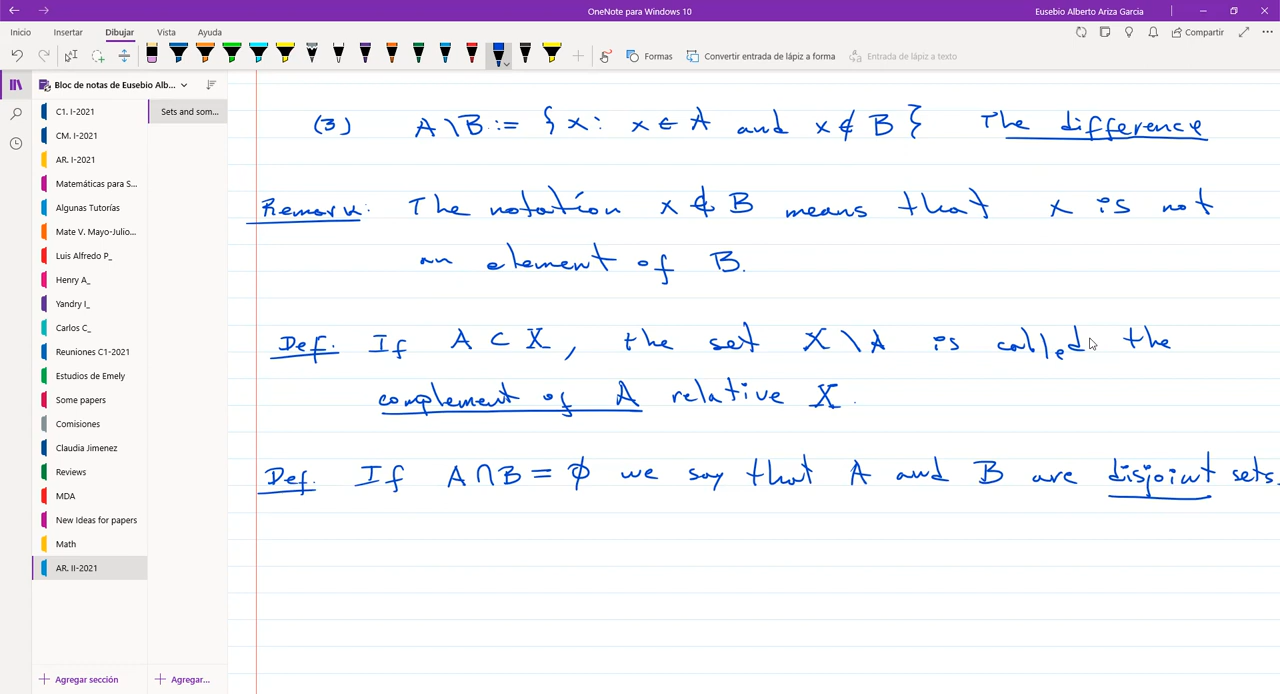 OneNote para Windows 10
Eusebio Alberto Ariza Garcia
Inicio Insertar Dibujar Vista Ayuda
Compartir
Formas Convertir entrada de lápiz a forma Entrada de lápiz a texto
Bloc de notas de Eusebio Alb...
C1. I-2021
CM. I-2021
AR. I-2021
Matemáticas para S...
Algunas Tutorías
Mate V. Mayo-Julio...
Luis Alfredo P_
Henry A_
Yandry I_
Carlos C_
Reuniones C1-2021
Estudios de Emely
Some papers
Comisiones
Claudia Jimenez
Reviews
MDA
New Ideas for papers
Math
AR. II-2021
Agregar sección
Sets and som...
Agregar...
(3) A \ B := { x : x ∈ A and x ∉ B } The difference
Remark: The notation x ∉ B means that x is not
an element of B.
Def. If A ⊂ X, the set X \ A is called the
complement of A relative X.
Def. If A ∩ B = ϕ we say that A and B are disjoint sets.